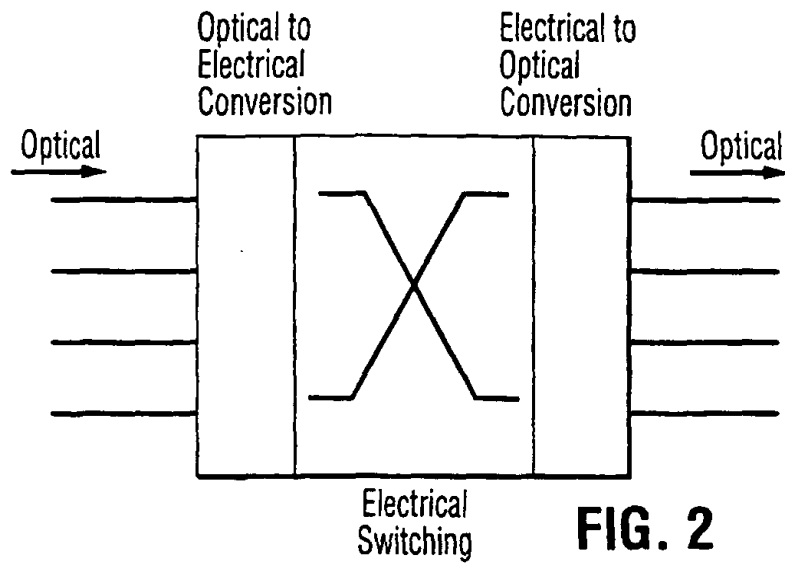 Optical to
Electrical
Conversion
Electrical to
Optical
Conversion
Optical
Optical
Electrical
Switching
FIG. 2